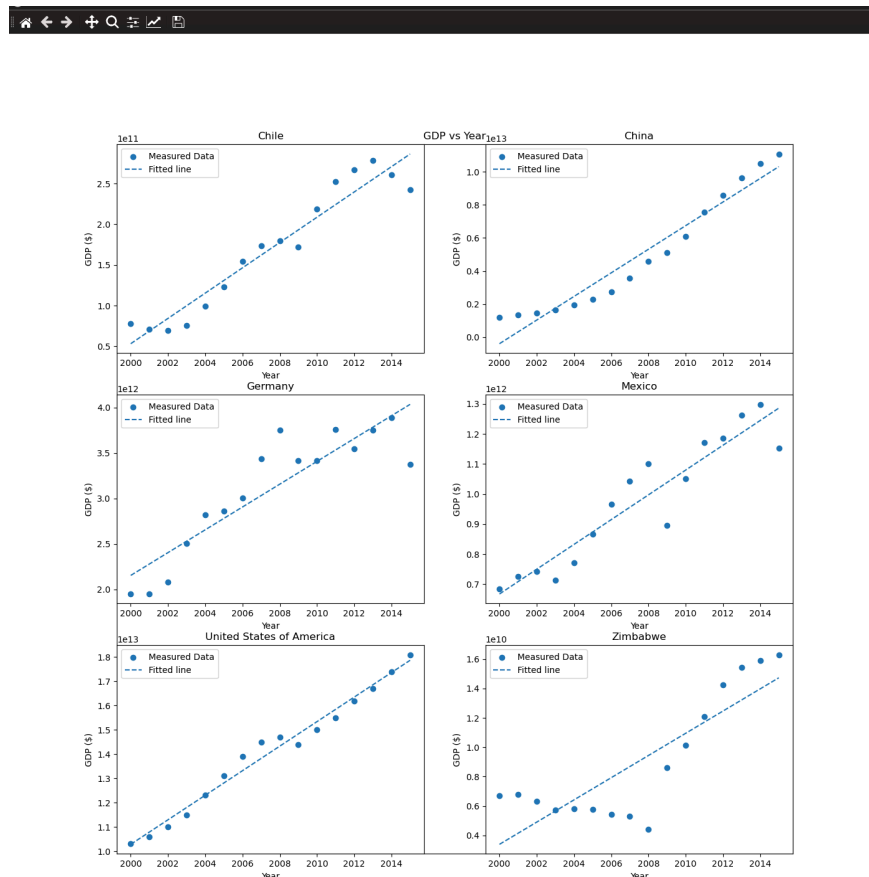 GDP vs Year
Chile
1e11
Measured Data
Fitted line
GDP ($)
2.5
2.0
1.5
1.0
0.5
2000 2002 2004 2006 2008 2010 2012 2014
Year
China
1e13
Measured Data
Fitted line
GDP ($)
1.0
0.8
0.6
0.4
0.2
0.0
2000 2002 2004 2006 2008 2010 2012 2014
Year
Germany
1e12
Measured Data
Fitted line
GDP ($)
4.0
3.5
3.0
2.5
2.0
2000 2002 2004 2006 2008 2010 2012 2014
Year
Mexico
1e12
Measured Data
Fitted line
GDP ($)
1.3
1.2
1.1
1.0
0.9
0.8
0.7
2000 2002 2004 2006 2008 2010 2012 2014
Year
United States of America
1e13
Measured Data
Fitted line
GDP ($)
1.8
1.7
1.6
1.5
1.4
1.3
1.2
1.1
1.0
2000 2002 2004 2006 2008 2010 2012 2014
Year
Zimbabwe
1e10
Measured Data
Fitted line
GDP ($)
1.6
1.4
1.2
1.0
0.8
0.6
0.4
2000 2002 2004 2006 2008 2010 2012 2014
Year